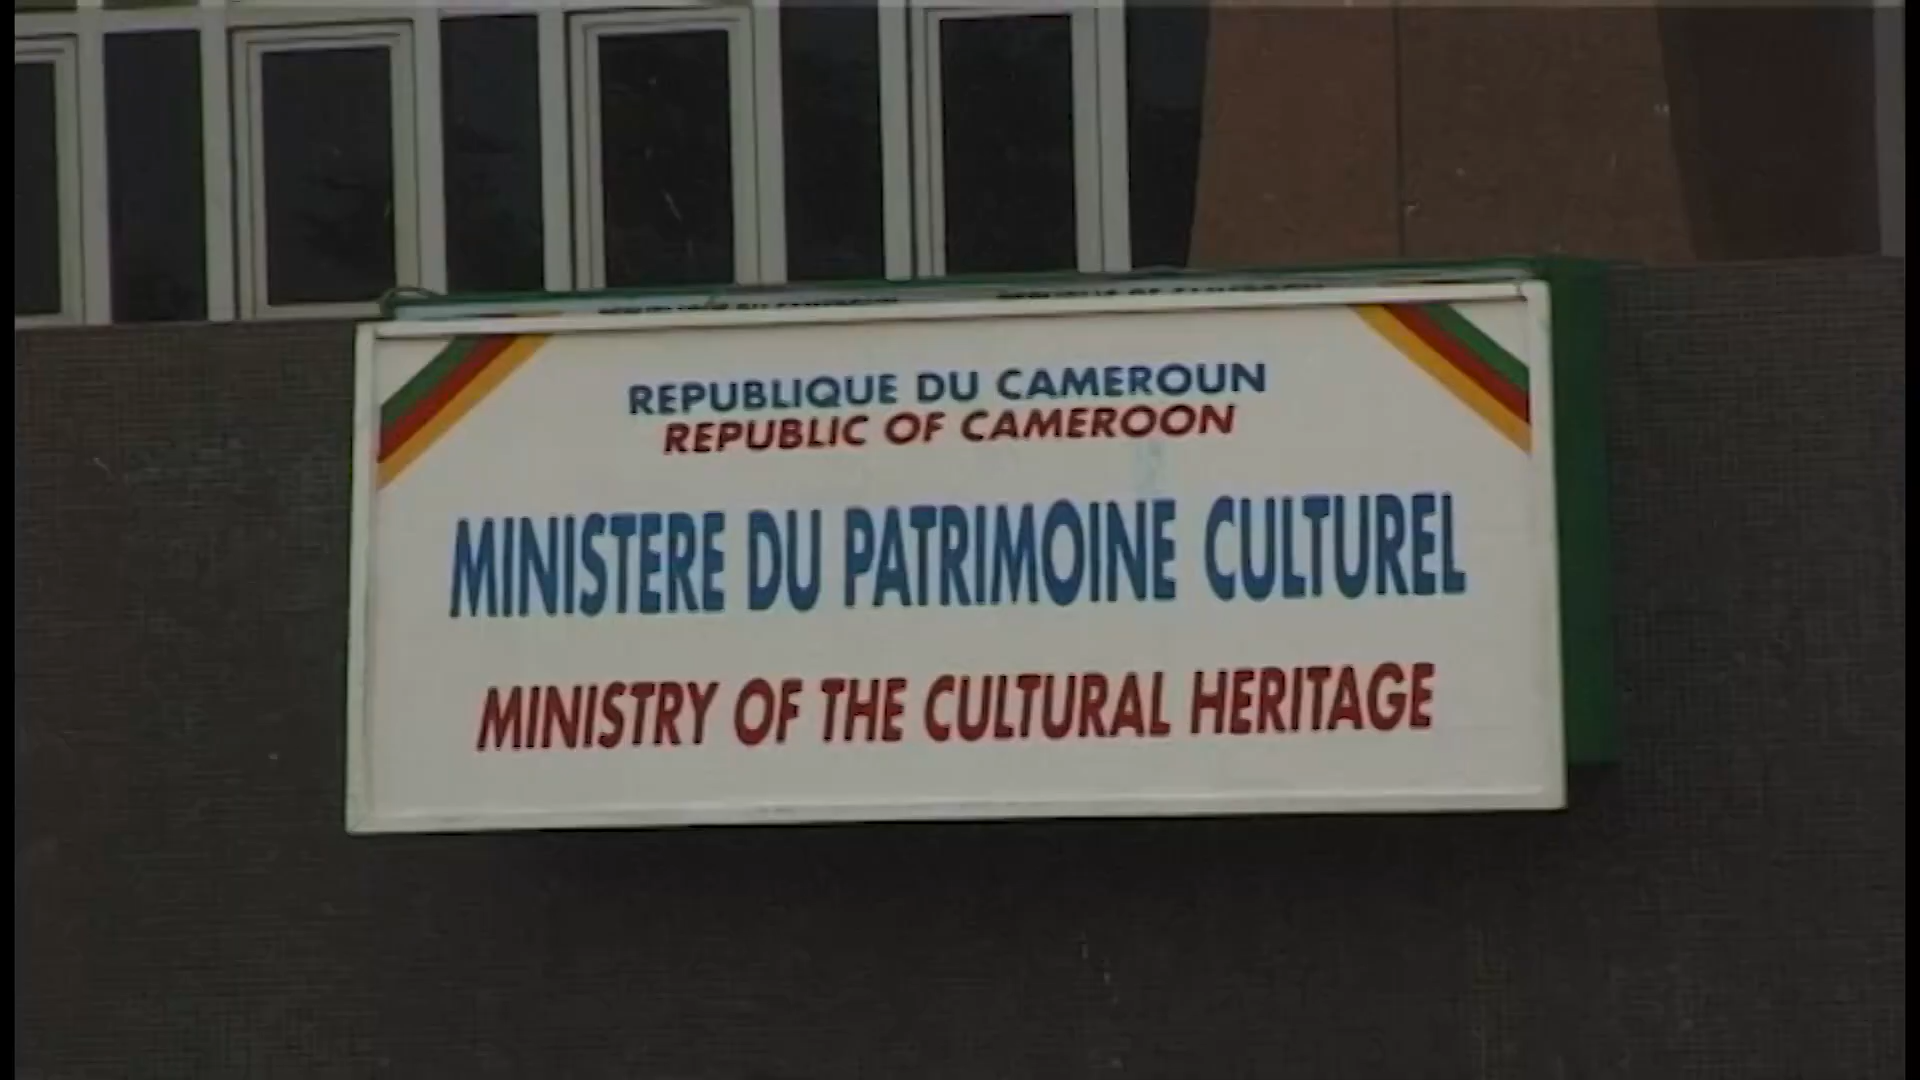 REPUBLIQUE DU CAMEROUN
REPUBLIC OF CAMEROON
MINISTERE DU PATRIMOINE CULTUREL
MINISTRY OF THE CULTURAL HERITAGE